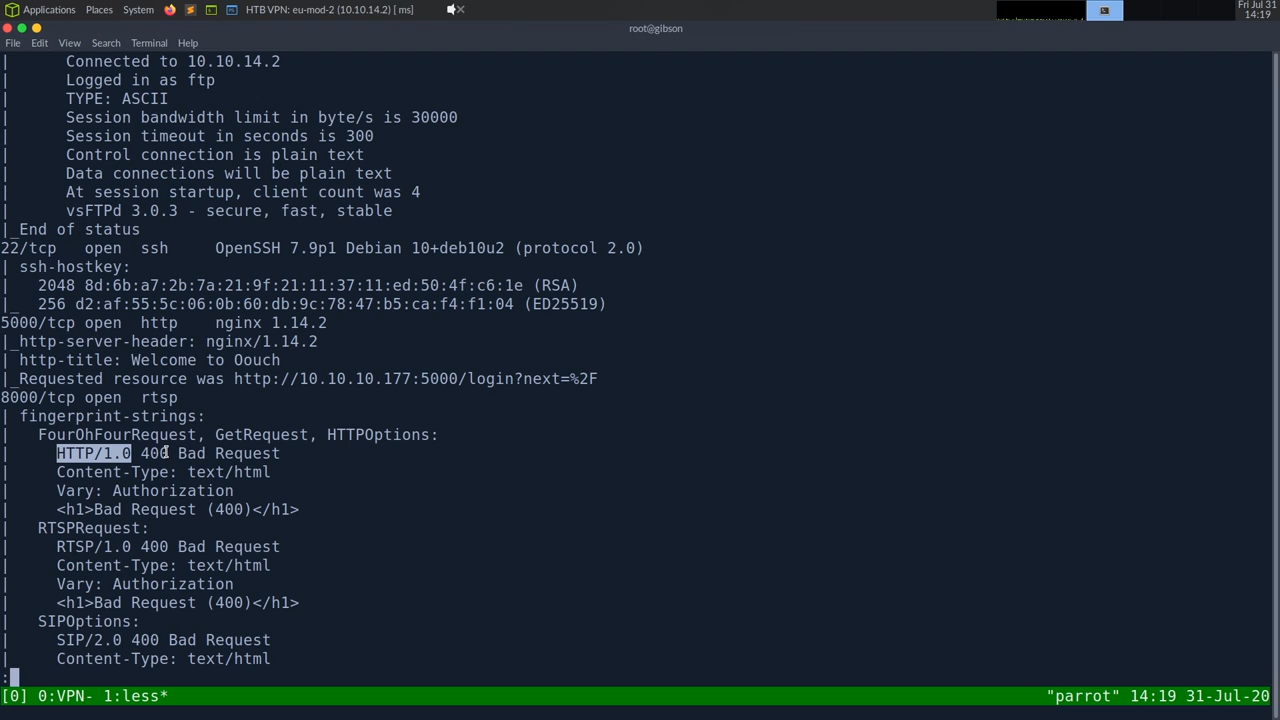 Applications Places System HTB VPN: eu-mod-2 (10.10.14.2) [ ms] Fri Jul 31
14:19
root@gibson
File Edit View Search Terminal Help
| Connected to 10.10.14.2
| Logged in as ftp
| TYPE: ASCII
| Session bandwidth limit in byte/s is 30000
| Session timeout in seconds is 300
| Control connection is plain text
| Data connections will be plain text
| At session startup, client count was 4
| vsFTPd 3.0.3 - secure, fast, stable
|_End of status
22/tcp open ssh OpenSSH 7.9p1 Debian 10+deb10u2 (protocol 2.0)
| ssh-hostkey:
| 2048 8d:6b:a7:2b:7a:21:9f:21:11:37:11:ed:50:4f:c6:1e (RSA)
|_ 256 d2:af:55:5c:06:0b:60:db:9c:78:47:b5:ca:f4:f1:04 (ED25519)
5000/tcp open http nginx 1.14.2
|_http-server-header: nginx/1.14.2
| http-title: Welcome to Oouch
|_Requested resource was http://10.10.10.177:5000/login?next=%2F
8000/tcp open rtsp
| fingerprint-strings:
| FourOhFourRequest, GetRequest, HTTPOptions:
| HTTP/1.0 400 Bad Request
| Content-Type: text/html
| Vary: Authorization
| <h1>Bad Request (400)</h1>
| RTSPRequest:
| RTSP/1.0 400 Bad Request
| Content-Type: text/html
| Vary: Authorization
| <h1>Bad Request (400)</h1>
| SIPOptions:
| SIP/2.0 400 Bad Request
| Content-Type: text/html
:
[0] 0:VPN- 1:less* "parrot" 14:19 31-Jul-20